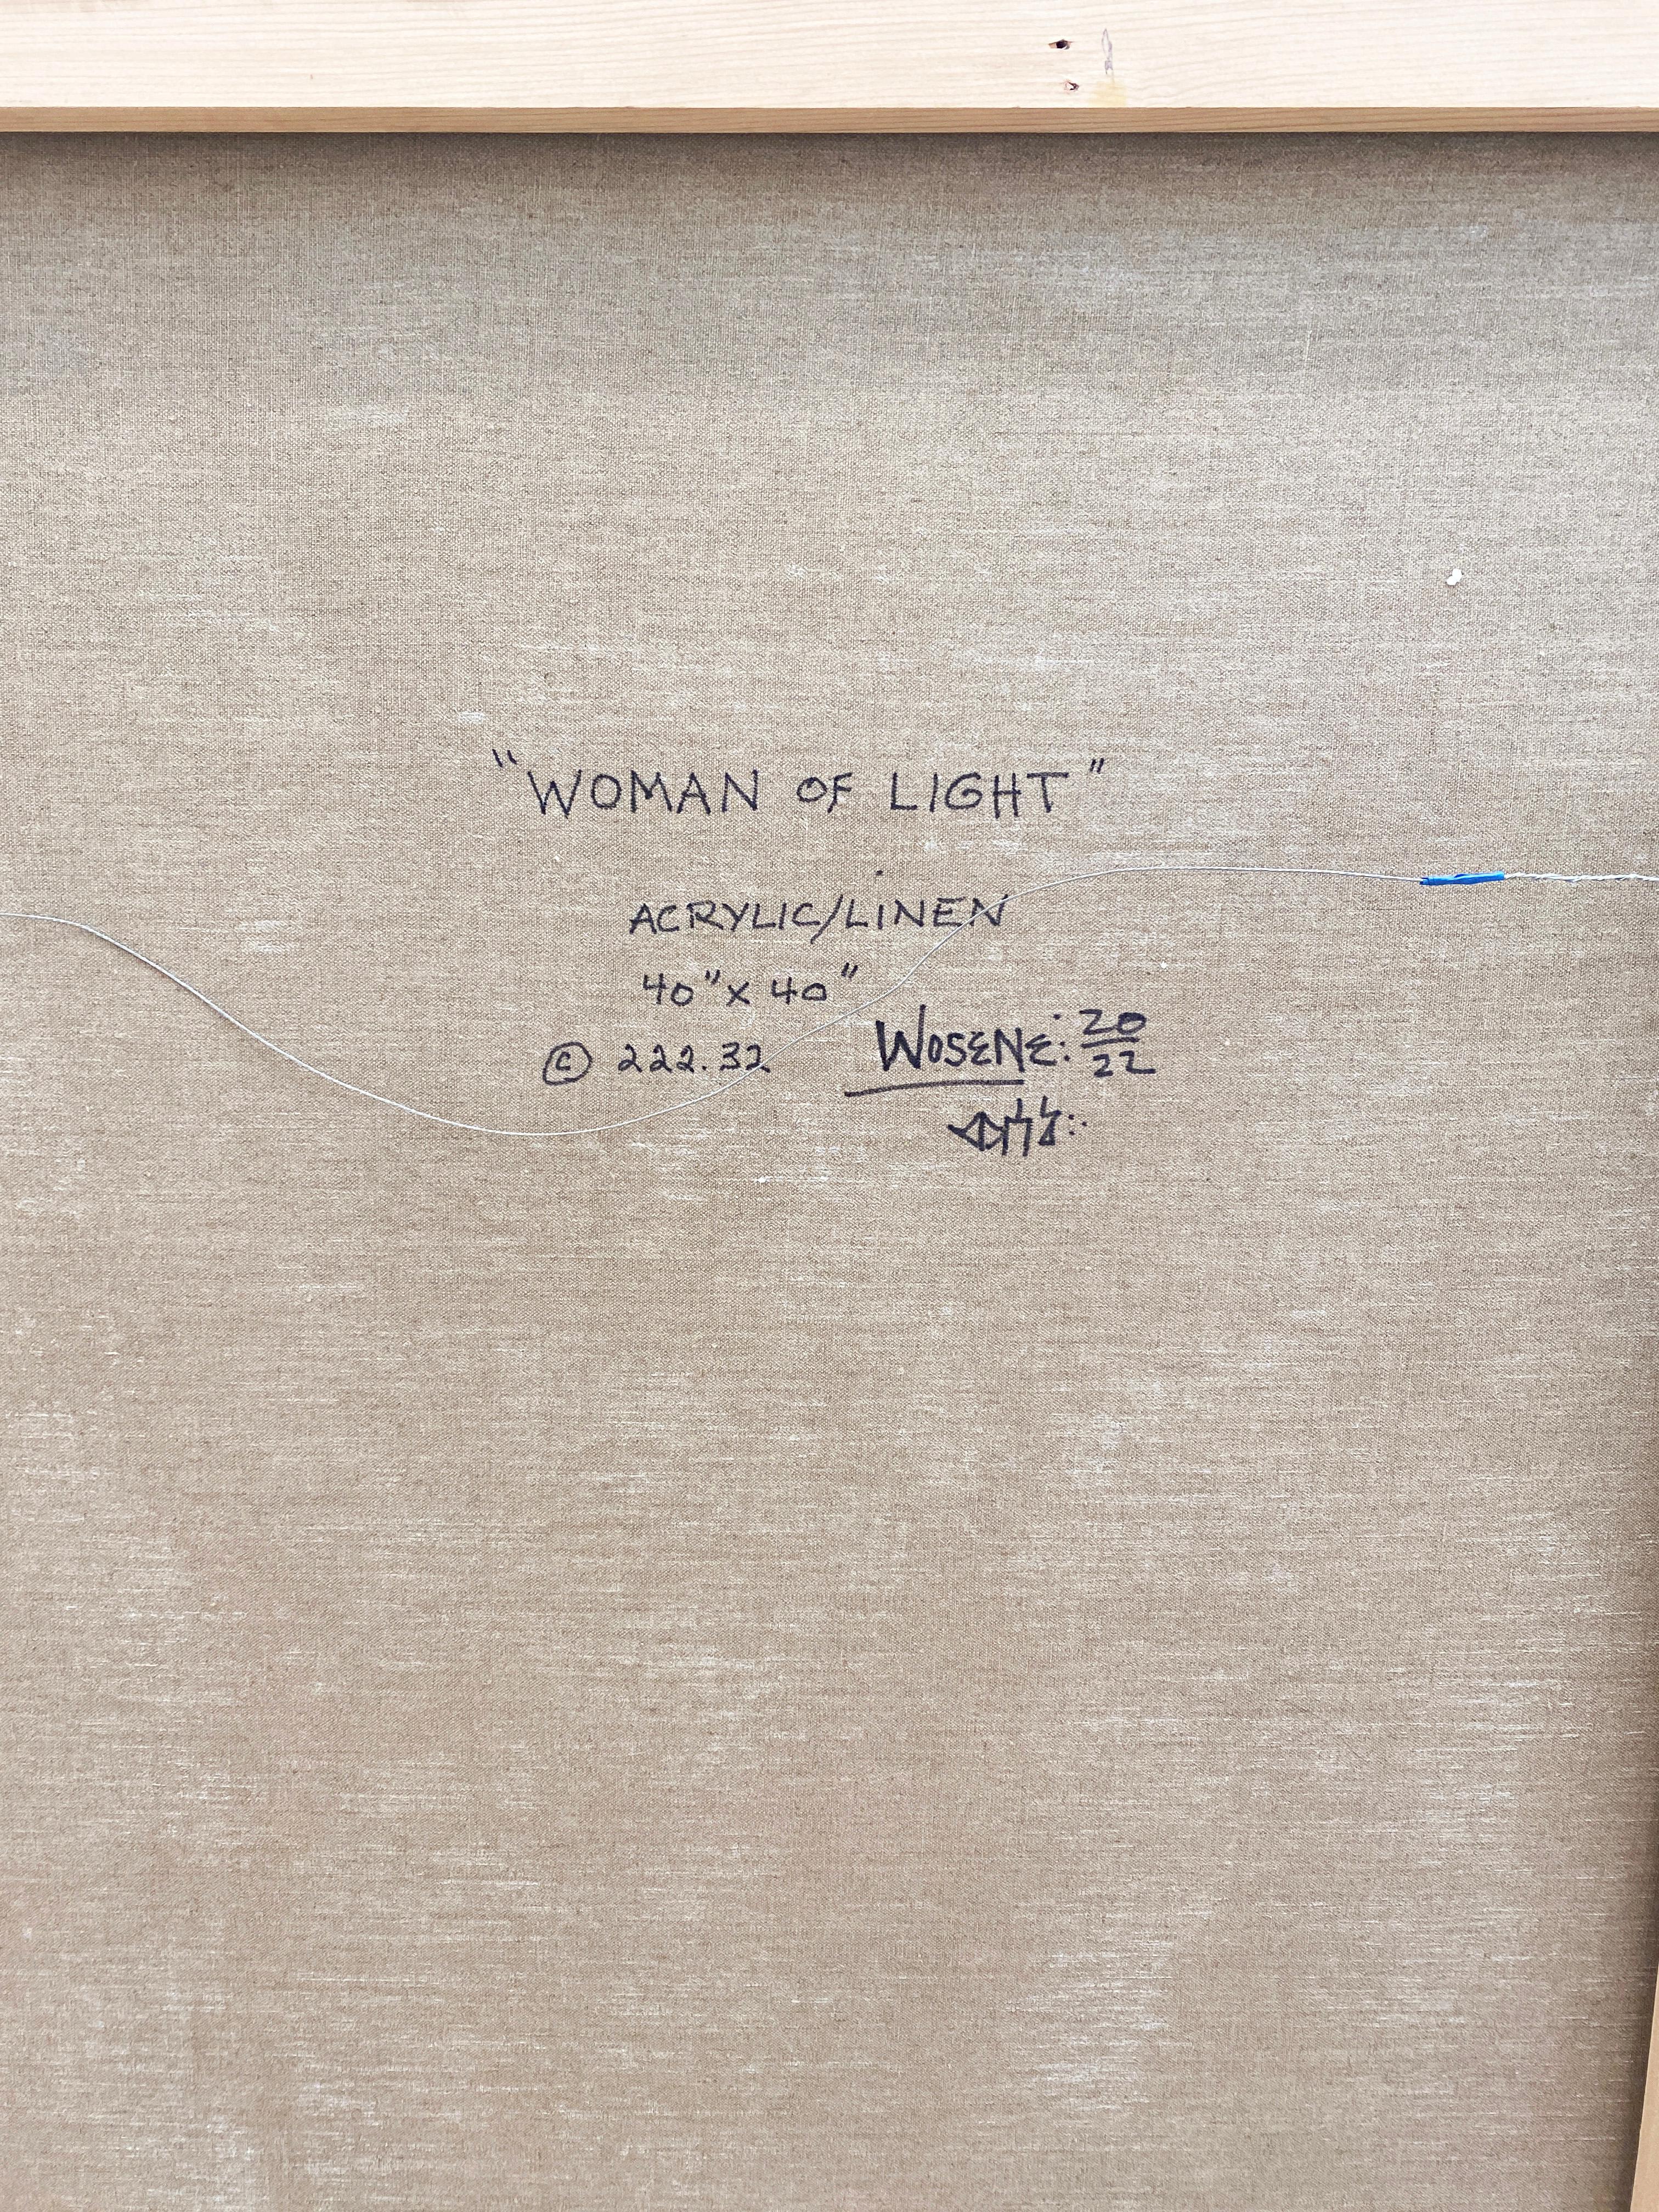 "WOMAN OF LIGHT"
ACRYLIC/LINEN
40" x 40"
© 222.32 WOSENE: 20/22